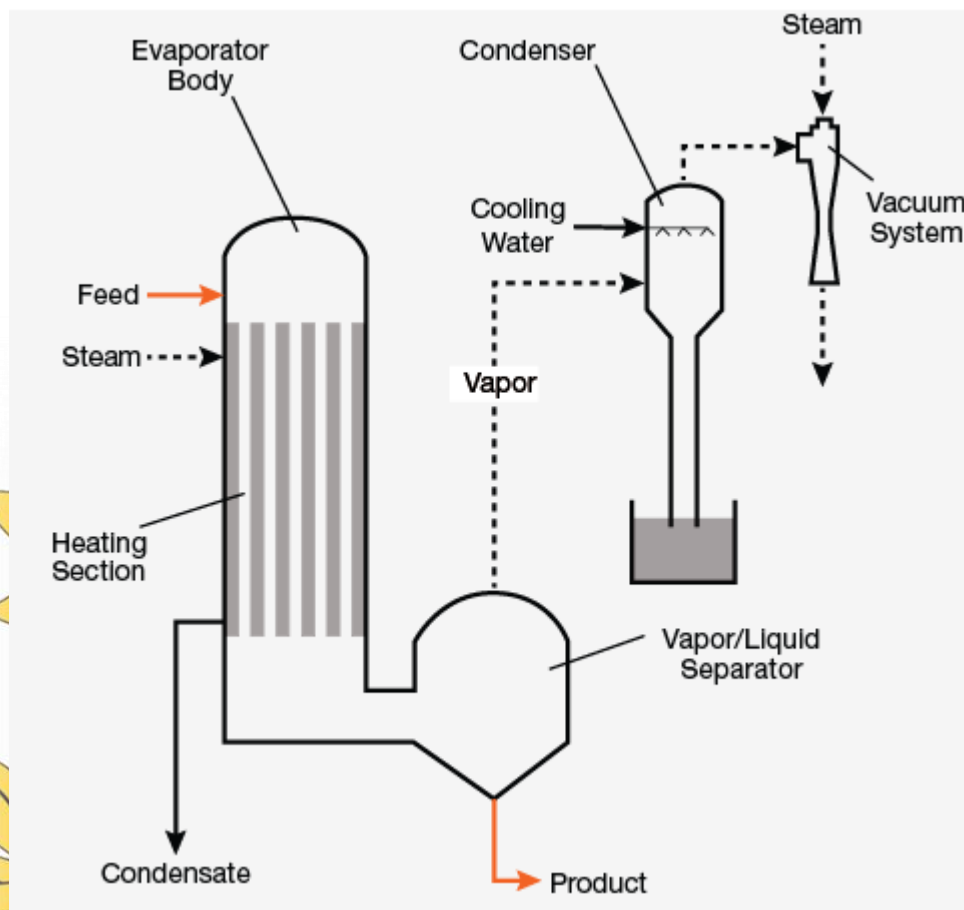 Steam
Evaporator
Body
Condenser
Vacuum
System
Cooling
Water
Feed
Steam
Vapor
Heating
Section
Vapor/Liquid
Separator
Condensate
Product